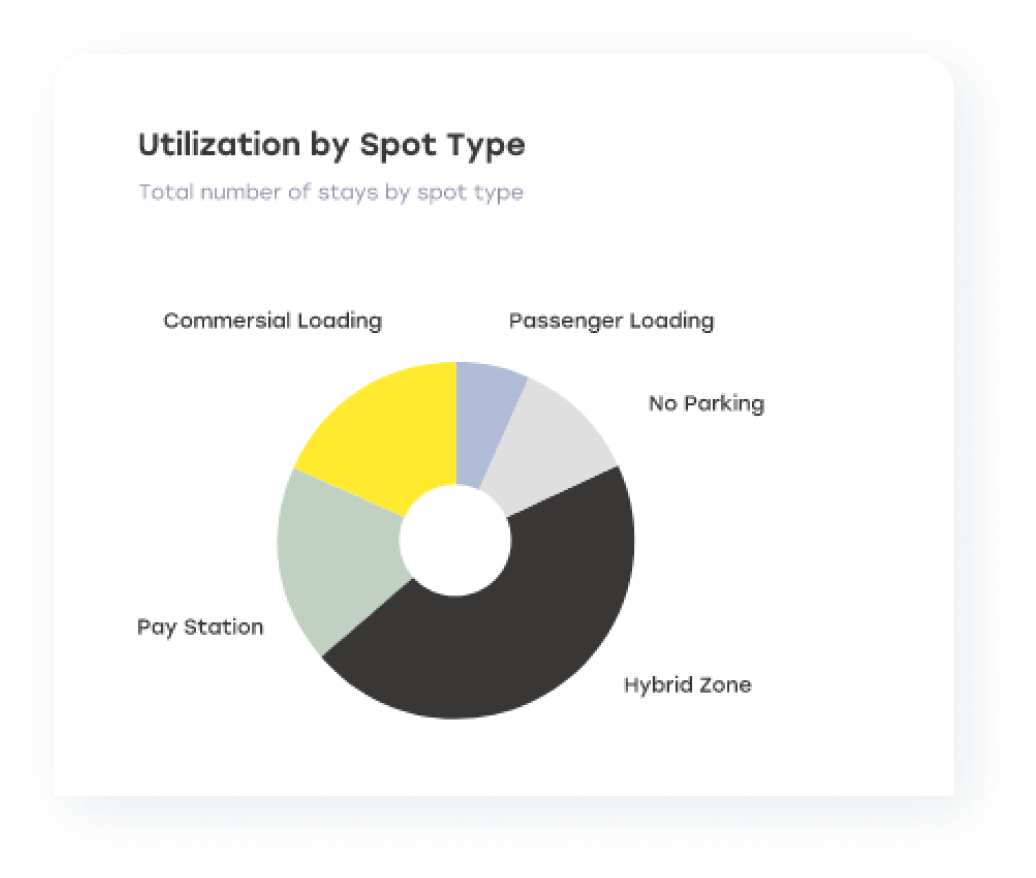 Utilization by Spot Type
Total number of stays by spot type
Commersial Loading
Passenger Loading
No Parking
Pay Station
Hybrid Zone